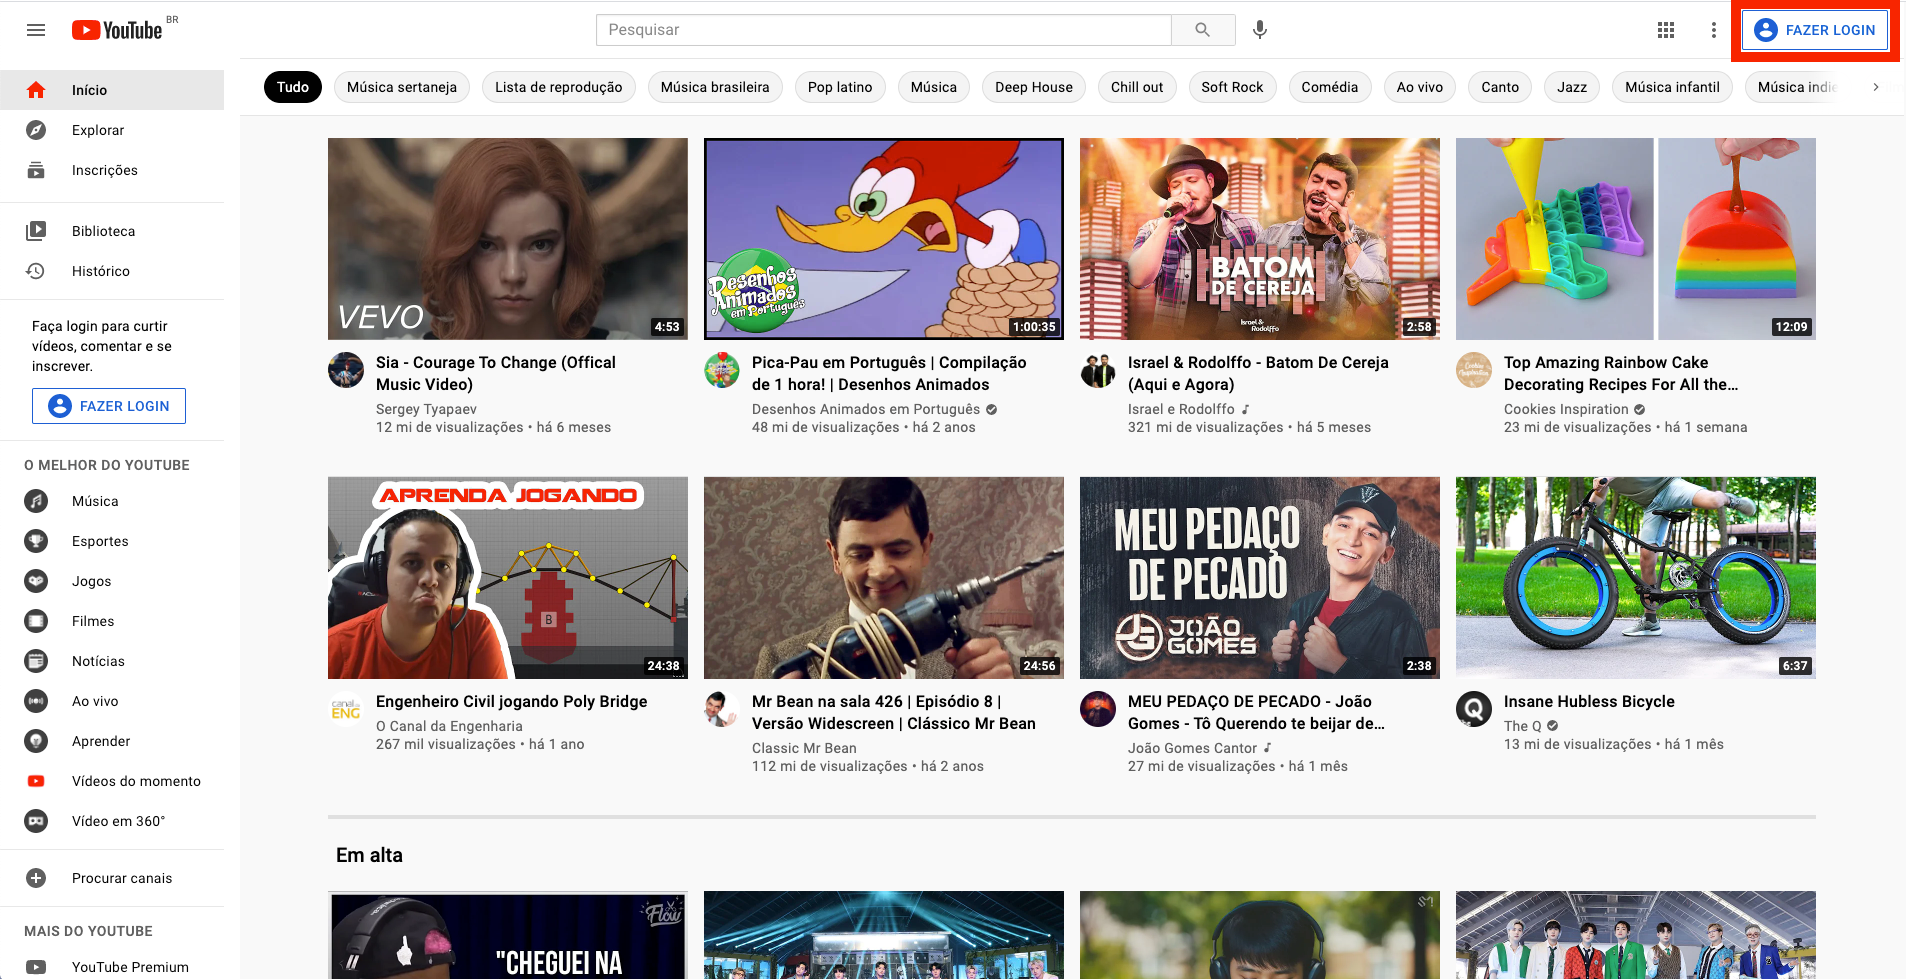 YouTube BR
Pesquisar
FAZER LOGIN
Tudo
Música sertaneja
Lista de reprodução
Música brasileira
Pop latino
Música
Deep House
Chill out
Soft Rock
Comédia
Ao vivo
Canto
Jazz
Música infantil
Música indie
Início
Explorar
Inscrições
Biblioteca
Histórico
Faça login para curtir
vídeos, comentar e se
inscrever.
FAZER LOGIN
O MELHOR DO YOUTUBE
Música
Esportes
Jogos
Filmes
Notícias
Ao vivo
Aprender
Vídeos do momento
Vídeo em 360°
Procurar canais
MAIS DO YOUTUBE
YouTube Premium
VEVO
4:53
Sia - Courage To Change (Offical
Music Video)
Sergey Tyapaev
12 mi de visualizações • há 6 meses
Desenhos
Animados
em Português
1:00:35
Pica-Pau em Português | Compilação
de 1 hora! | Desenhos Animados
Desenhos Animados em Português
48 mi de visualizações • há 2 anos
BATOM
DE CEREJA
Israel &
Rodolffo
2:58
Israel & Rodolffo - Batom De Cereja
(Aqui e Agora)
Israel e Rodolffo
321 mi de visualizações • há 5 meses
12:09
Top Amazing Rainbow Cake
Decorating Recipes For All the…
Cookies Inspiration
23 mi de visualizações • há 1 semana
APRENDA JOGANDO
B
24:38
canal da
ENG
Engenheiro Civil jogando Poly Bridge
O Canal da Engenharia
267 mil visualizações • há 1 ano
24:56
Mr Bean na sala 426 | Episódio 8 |
Versão Widescreen | Clássico Mr Bean
Classic Mr Bean
112 mi de visualizações • há 2 anos
MEU PEDAÇO
DE PECADO
JG JOÃO
GOMES
2:38
MEU PEDAÇO DE PECADO - João
Gomes - Tô Querendo te beijar de…
João Gomes Cantor
27 mi de visualizações • há 1 mês
6:37
Q
Insane Hubless Bicycle
The Q
13 mi de visualizações • há 1 mês
Em alta
Flow
"CHEGUEI NA